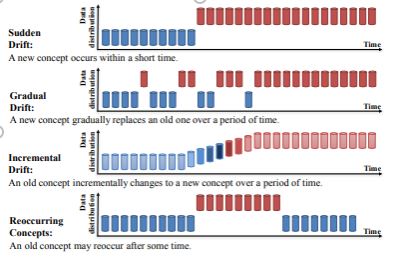 Data
distribution
Sudden
Drift:
Time
A new concept occurs within a short time.
Data
distribution
Gradual
Drift:
Time
A new concept gradually replaces an old one over a period of time.
Data
distribution
Incremental
Drift:
Time
An old concept incrementally changes to a new concept over a period of time.
Data
distribution
Reoccurring
Concepts:
Time
An old concept may reoccur after some time.